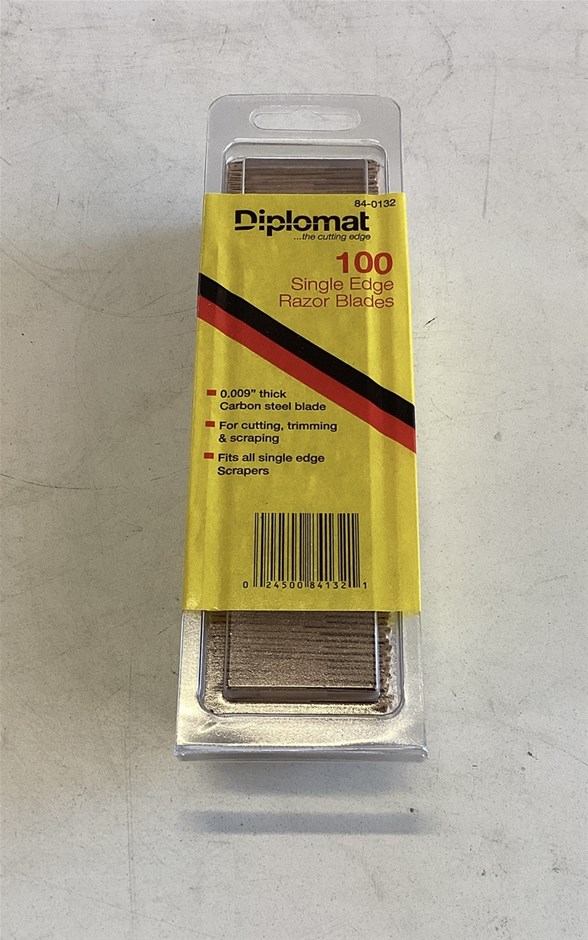 84-0132
Diplomat
...the cutting edge
100
Single Edge
Razor Blades
0.009" thick
Carbon steel blade
For cutting, trimming
& scraping
Fits all single edge
Scrapers
0 24500 84132 1